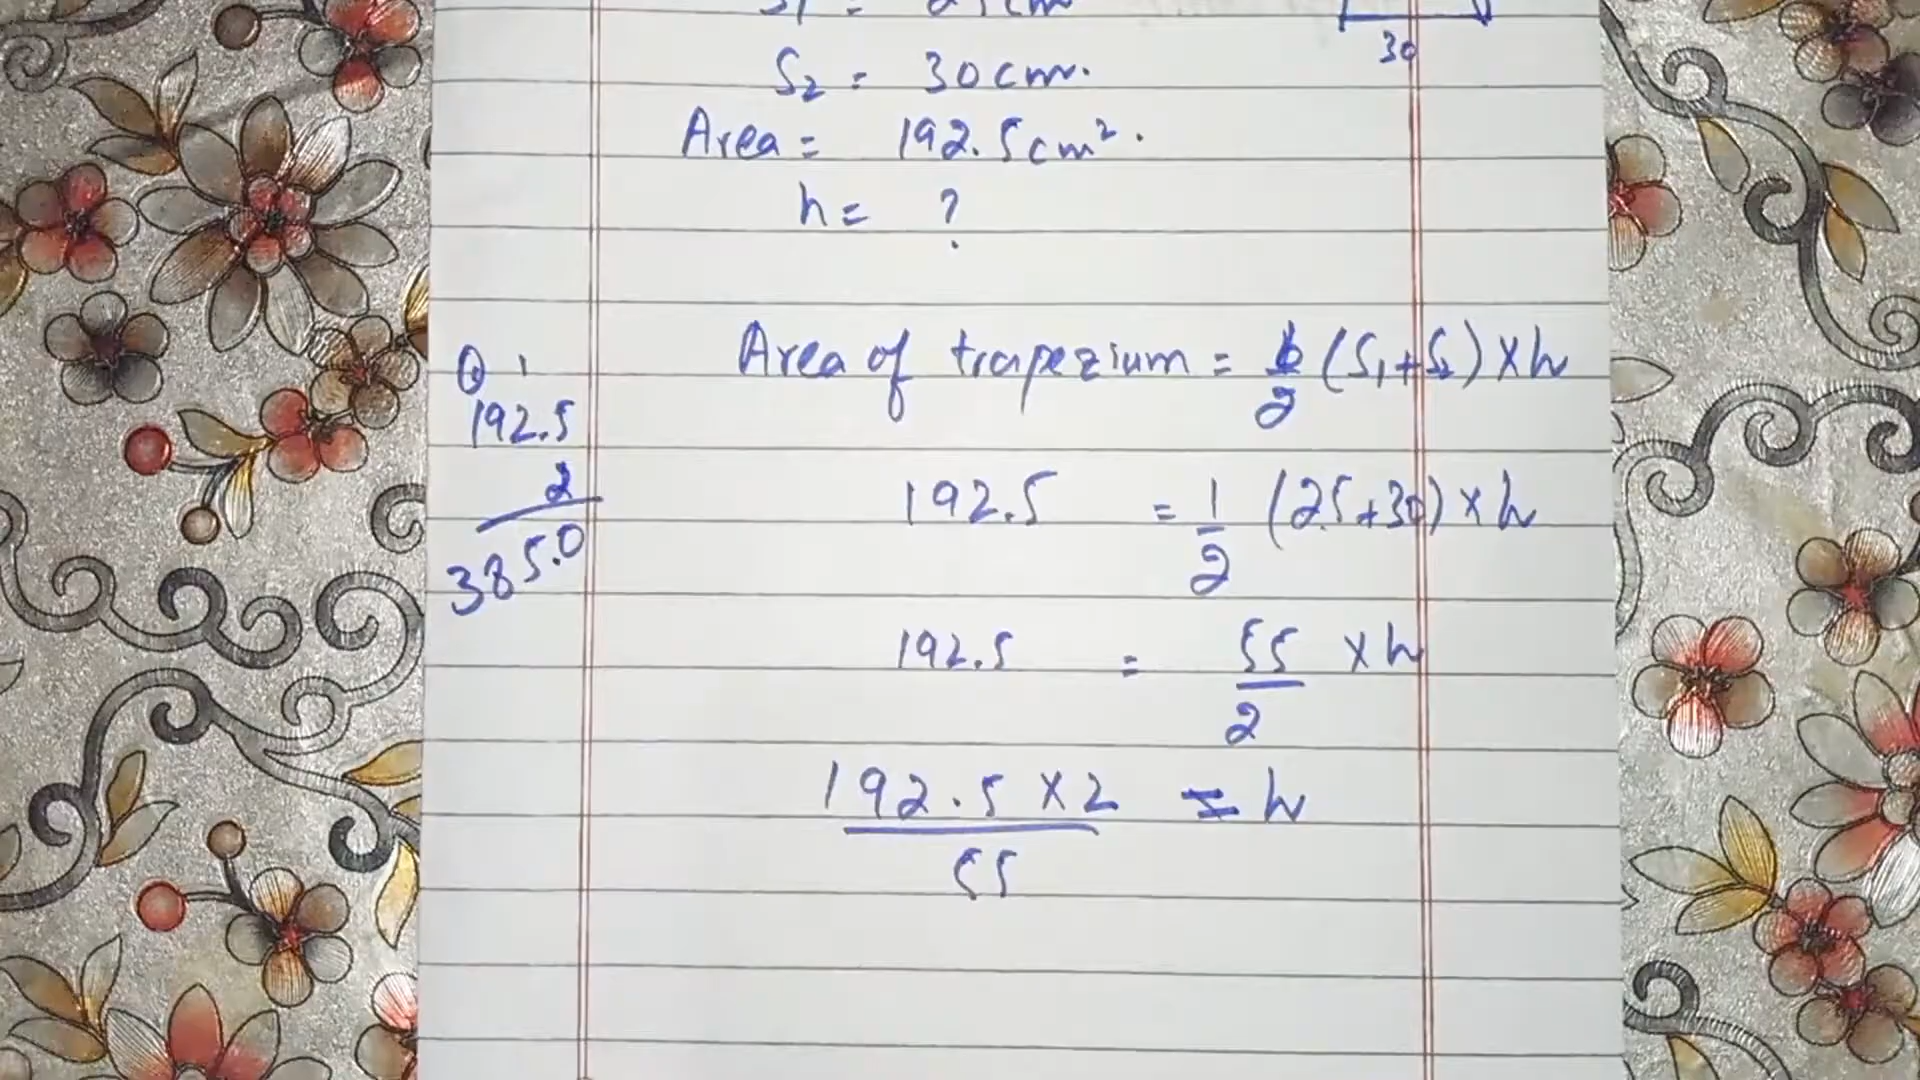 S₂ = 30cm.
30
Area = 192.5cm².
h = ?
Area of trapezium = 1/2 (S₁+S₂) × h
192.5 = 1/2 (25+30) × h
192.5 = 55/2 × h
192.5 × 2 / 55 = h
1
192.5
2
385.0